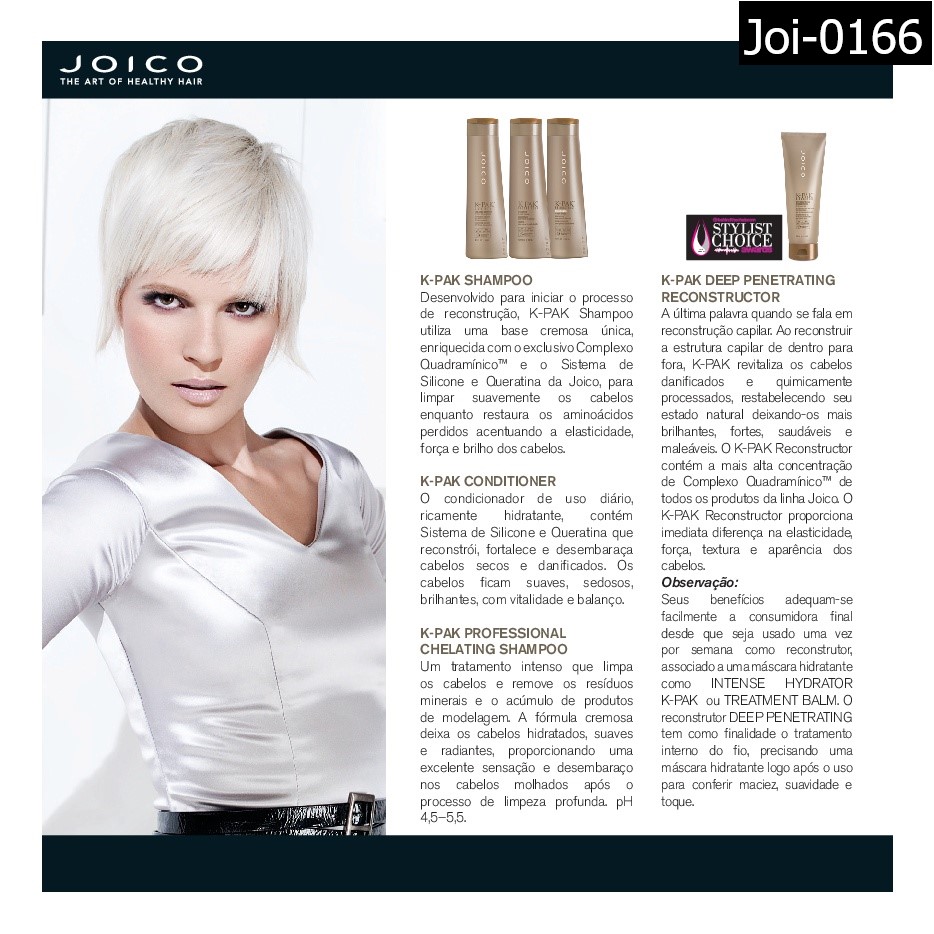 Joi-0166
JOICO
THE ART OF HEALTHY HAIR
JOICO
K-PAK
JOICO
K-PAK
JOICO
K-PAK
K-PAK SHAMPOO
Desenvolvido para iniciar o processo
de reconstrução, K-PAK Shampoo
utiliza uma base cremosa única,
enriquecida com o exclusivo Complexo
Quadramínico™ e o Sistema de
Silicone e Queratina da Joico, para
limpar suavemente os cabelos
enquanto restaura os aminoácidos
perdidos acentuando a elasticidade,
força e brilho dos cabelos.
K-PAK CONDITIONER
O condicionador de uso diário,
ricamente hidratante, contém
Sistema de Silicone e Queratina que
reconstrói, fortalece e desembaraça
cabelos secos e danificados. Os
cabelos ficam suaves, sedosos,
brilhantes, com vitalidade e balanço.
K-PAK PROFESSIONAL
CHELATING SHAMPOO
Um tratamento intenso que limpa
os cabelos e remove os resíduos
minerais e o acúmulo de produtos
de modelagem. A fórmula cremosa
deixa os cabelos hidratados, suaves
e radiantes, proporcionando uma
excelente sensação e desembaraço
nos cabelos molhados após o
processo de limpeza profunda. pH
4,5–5,5.
STYLIST
CHOICE
JOICO
K-PAK
K-PAK DEEP PENETRATING
RECONSTRUCTOR
A última palavra quando se fala em
reconstrução capilar. Ao reconstruir
a estrutura capilar de dentro para
fora, K-PAK revitaliza os cabelos
danificados e quimicamente
processados, restabelecendo seu
estado natural deixando-os mais
brilhantes, fortes, saudáveis e
maleáveis. O K-PAK Reconstructor
contém a mais alta concentração
de Complexo Quadramínico™ de
todos os produtos da linha Joico. O
K-PAK Reconstructor proporciona
imediata diferença na elasticidade,
força, textura e aparência dos
cabelos.
Observação:
Seus benefícios adequam-se
facilmente a consumidora final
desde que seja usado uma vez
por semana como reconstrutor,
associado a uma máscara hidratante
como INTENSE HYDRATOR
K-PAK ou TREATMENT BALM. O
reconstrutor DEEP PENETRATING
tem como finalidade o tratamento
interno do fio, precisando uma
máscara hidratante logo após o uso
para conferir maciez, suavidade e
toque.